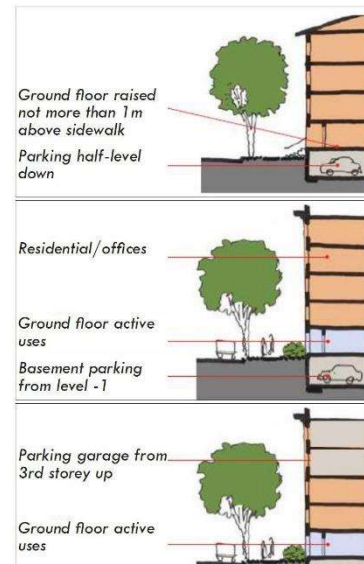 Ground floor raised
not more than 1m
above sidewalk
Parking half-level
down
Residential/offices
Ground floor active
uses
Basement parking
from level -1
Parking garage from
3rd storey up
Ground floor active
uses